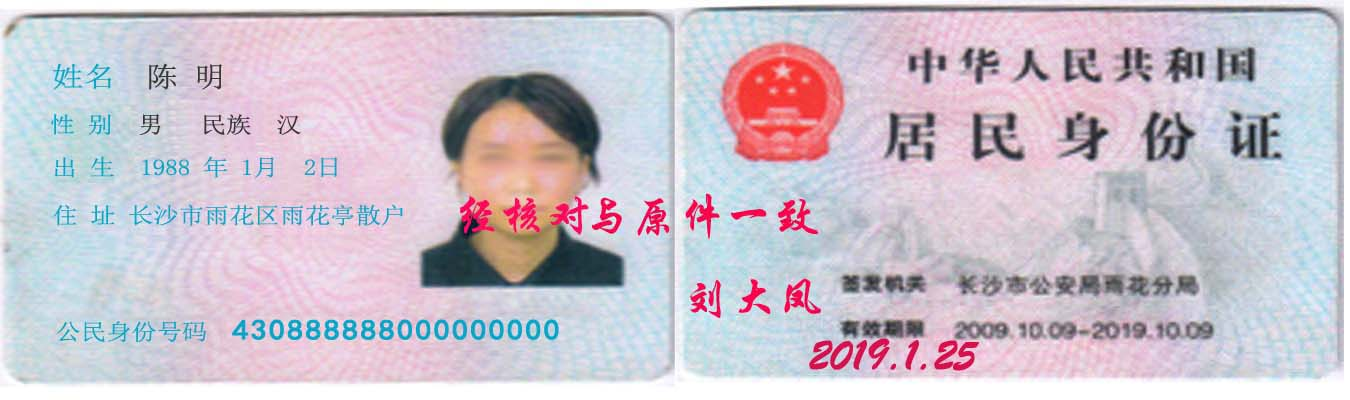 姓名 陈 明
性 别 男 民族 汉
出 生 1988 年 1月 2日
住 址 长沙市雨花区雨花亭散户
公民身份号码 430888888000000000
中华人民共和国
居民身份证
签发机关 长沙市公安局雨花分局
有效期限 2009.10.09-2019.10.09
经核对与原件一致
刘大凤
2019.1.25